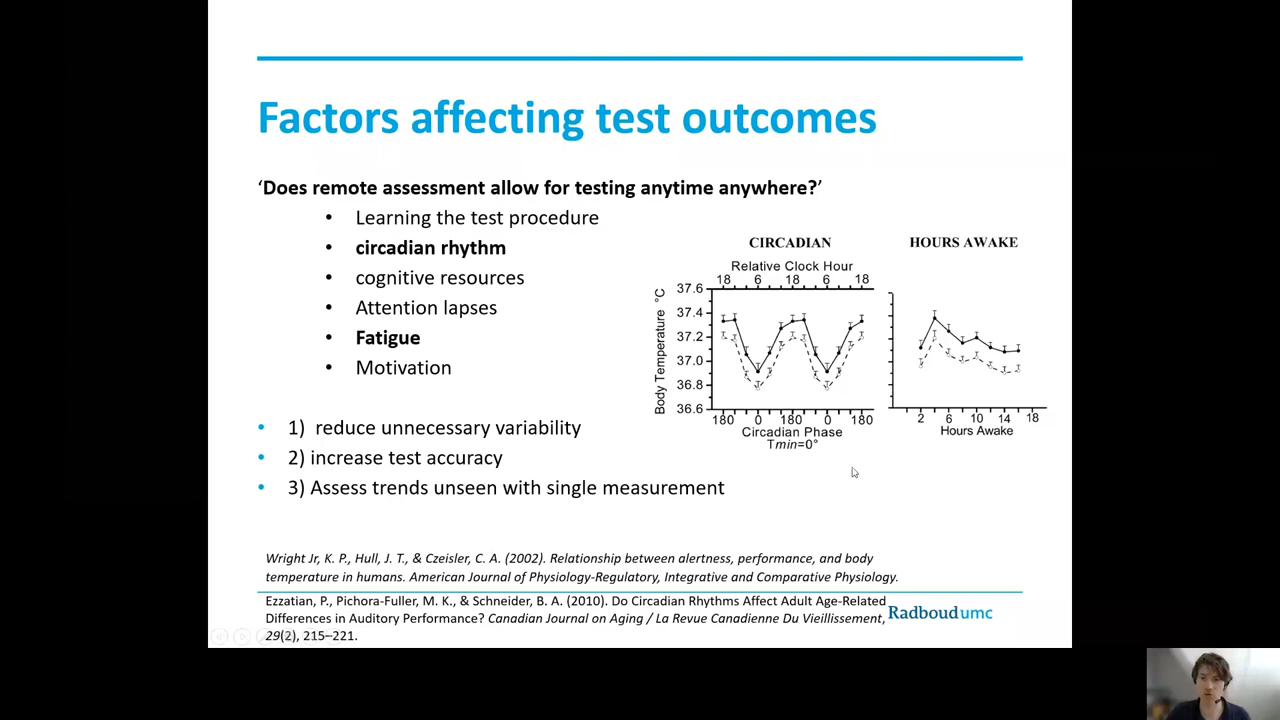 Factors affecting test outcomes
‘Does remote assessment allow for testing anytime anywhere?’
• Learning the test procedure
• circadian rhythm
• cognitive resources
• Attention lapses
• Fatigue
• Motivation
• 1) reduce unnecessary variability
• 2) increase test accuracy
• 3) Assess trends unseen with single measurement
CIRCADIAN
Relative Clock Hour
18 6 18 6 18
Body Temperature °C
37.6
37.4
37.2
37.0
36.8
36.6
180 0 180 0 180
Circadian Phase
Tmin=0°
HOURS AWAKE
2 6 10 14 18
Hours Awake
Wright Jr, K. P., Hull, J. T., & Czeisler, C. A. (2002). Relationship between alertness, performance, and body
temperature in humans. American Journal of Physiology-Regulatory, Integrative and Comparative Physiology.
Ezzatian, P., Pichora-Fuller, M. K., & Schneider, B. A. (2010). Do Circadian Rhythms Affect Adult Age-Related
Differences in Auditory Performance? Canadian Journal on Aging / La Revue Canadienne Du Vieillissement,
29(2), 215–221.
Radboudumc